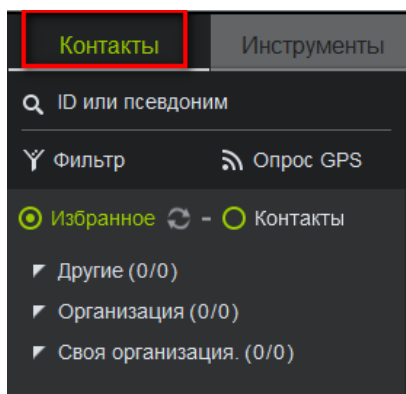 Контакты Инструменты
ID или псевдоним
Фильтр Опрос GPS
Избранное - Контакты
Другие (0/0)
Организация (0/0)
Своя организация. (0/0)